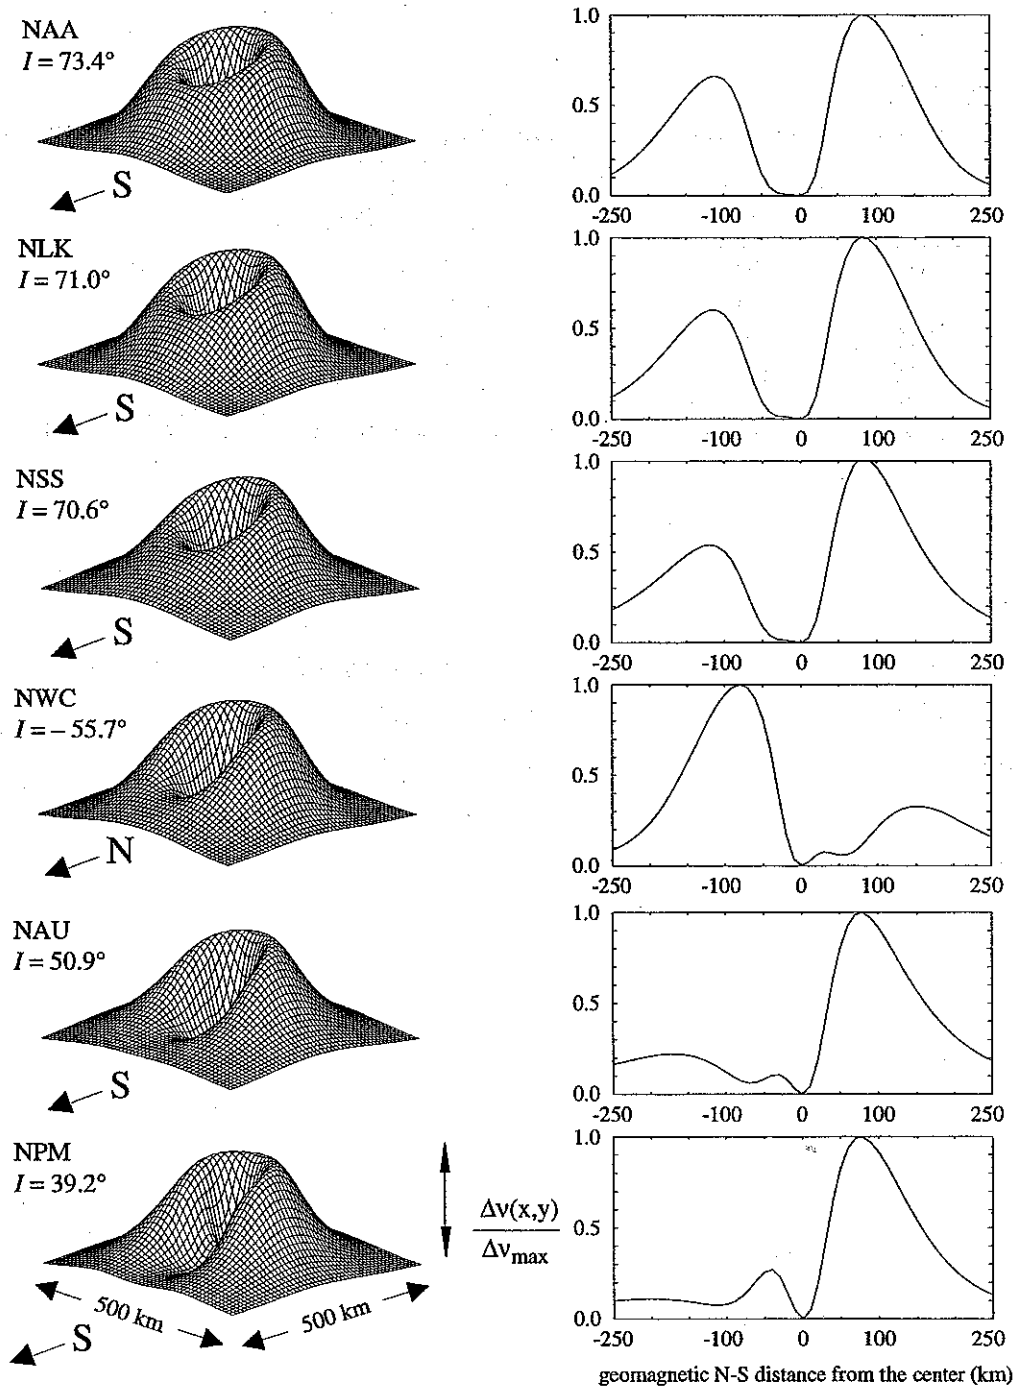 NAA
I = 73.4°
S
1.0
0.5
0.0
-250 -100 0 100 250
NLK
I = 71.0°
S
1.0
0.5
0.0
-250 -100 0 100 250
NSS
I = 70.6°
S
1.0
0.5
0.0
-250 -100 0 100 250
NWC
I = – 55.7°
N
1.0
0.5
0.0
-250 -100 0 100 250
NAU
I = 50.9°
S
1.0
0.5
0.0
-250 -100 0 100 250
NPM
I = 39.2°
500 km
500 km
S
Δν(x,y)
Δνmax
1.0
0.5
0.0
-250 -100 0 100 250
geomagnetic N-S distance from the center (km)